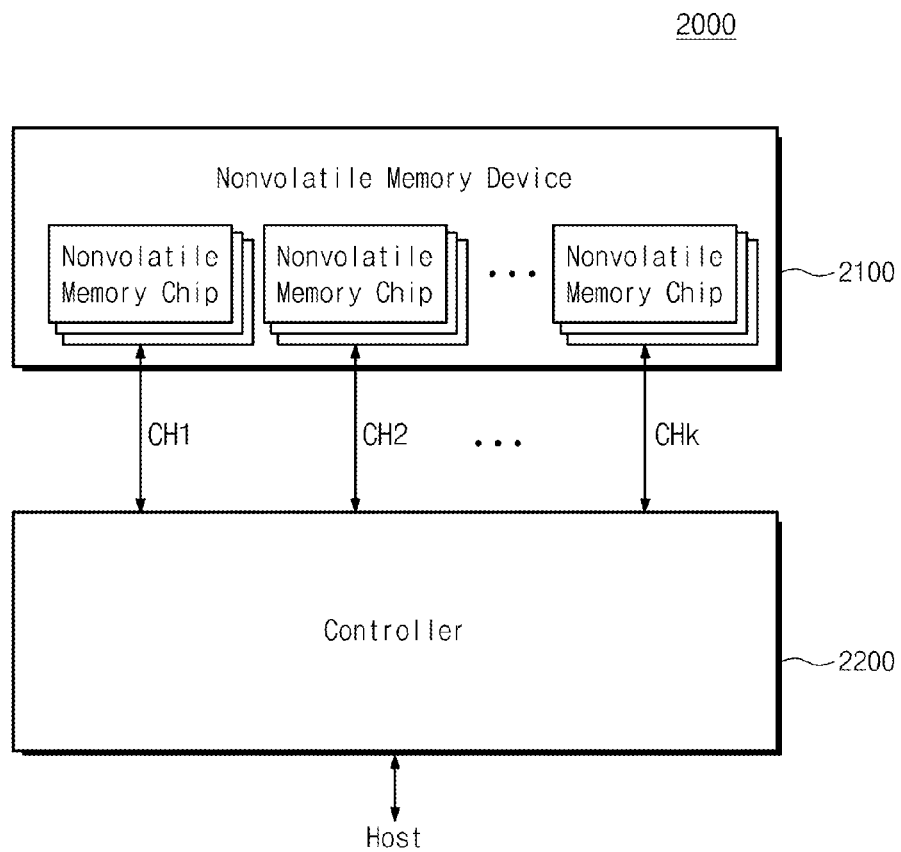 2000
Nonvolatile Memory Device
Nonvolatile
Memory Chip
Nonvolatile
Memory Chip
...
Nonvolatile
Memory Chip
2100
CH1
CH2
...
CHk
Controller
2200
Host